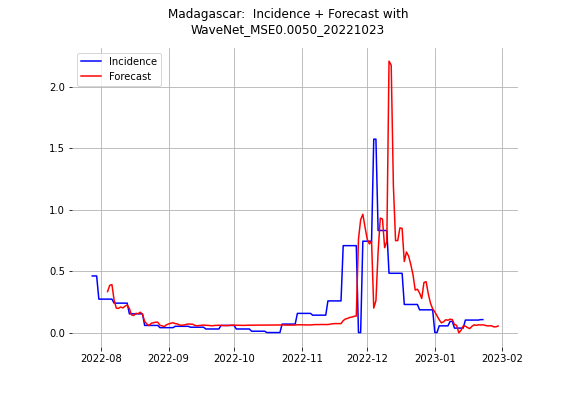 Madagascar:  Incidence + Forecast with
WaveNet_MSE0.0050_20221023
Incidence
Forecast
2.0
1.5
1.0
0.5
0.0
2022-08 2022-09 2022-10 2022-11 2022-12 2023-01 2023-02